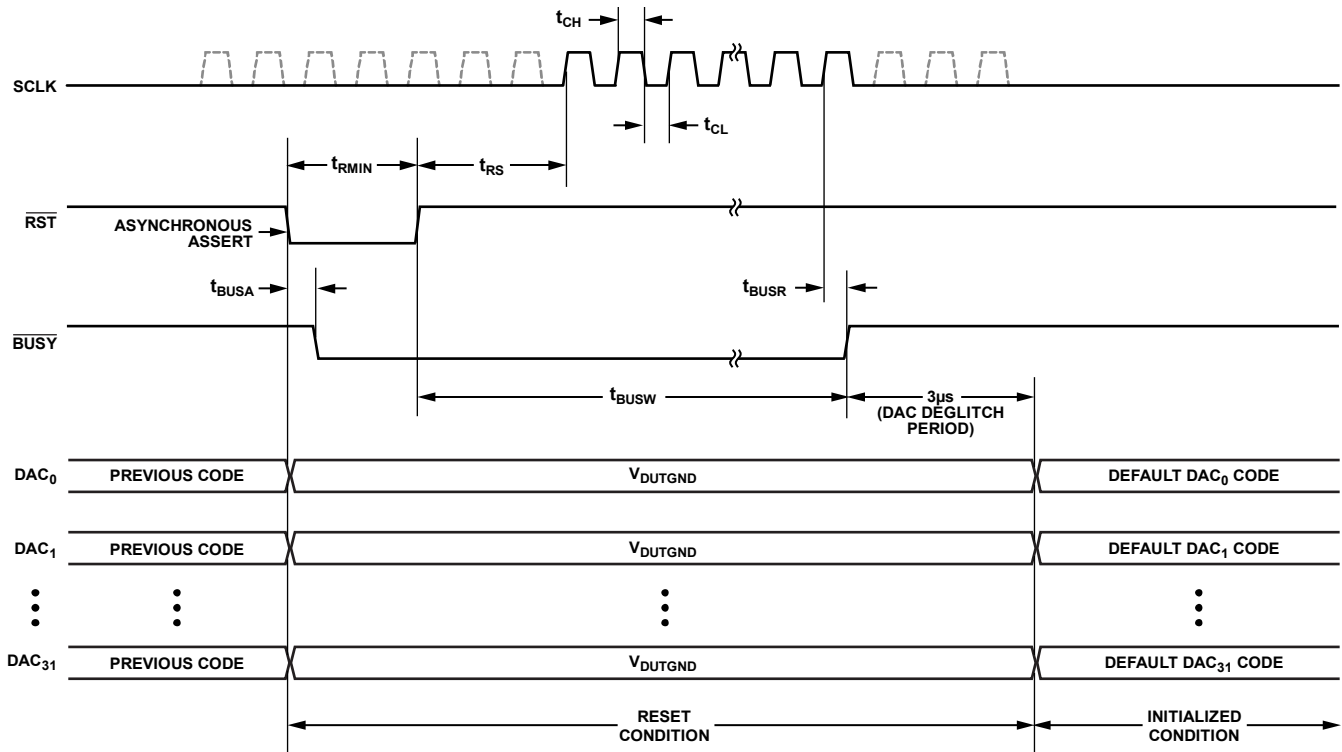 tCH
SCLK
tCL
tRMIN
tRS
RST
ASYNCHRONOUS
ASSERT
tBUSA
tBUSR
BUSY
tBUSW
3µs
(DAC DEGLITCH
PERIOD)
DAC0
PREVIOUS CODE
VDUTGND
DEFAULT DAC0 CODE
DAC1
PREVIOUS CODE
VDUTGND
DEFAULT DAC1 CODE
DAC31
PREVIOUS CODE
VDUTGND
DEFAULT DAC31 CODE
RESET
CONDITION
INITIALIZED
CONDITION